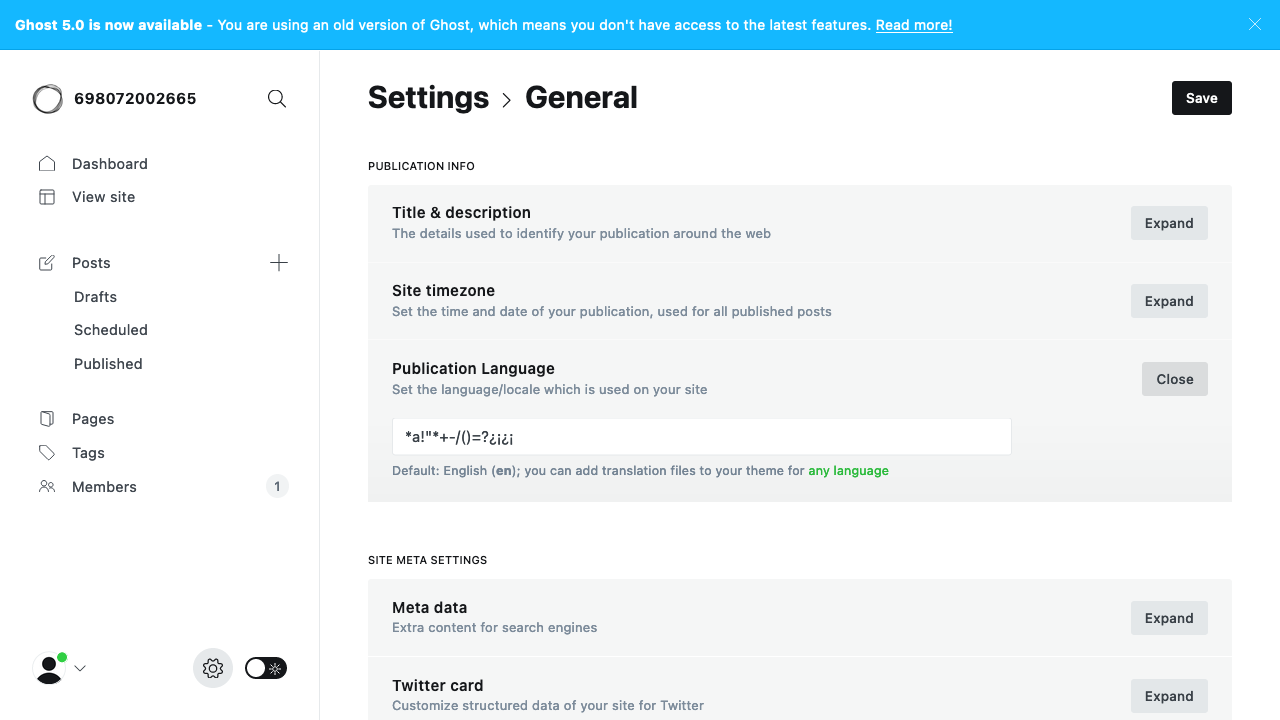 Ghost 5.0 is now available - You are using an old version of Ghost, which means you don't have access to the latest features. Read more!
698072002665
Dashboard
View site
Posts
Drafts
Scheduled
Published
Pages
Tags
Members 1
Settings > General
Save
PUBLICATION INFO
Title & description
The details used to identify your publication around the web
Expand
Site timezone
Set the time and date of your publication, used for all published posts
Expand
Publication Language
Set the language/locale which is used on your site
Close
*a!"*+-/()=?¿¡¿¡
Default: English (en); you can add translation files to your theme for any language
SITE META SETTINGS
Meta data
Extra content for search engines
Expand
Twitter card
Customize structured data of your site for Twitter
Expand